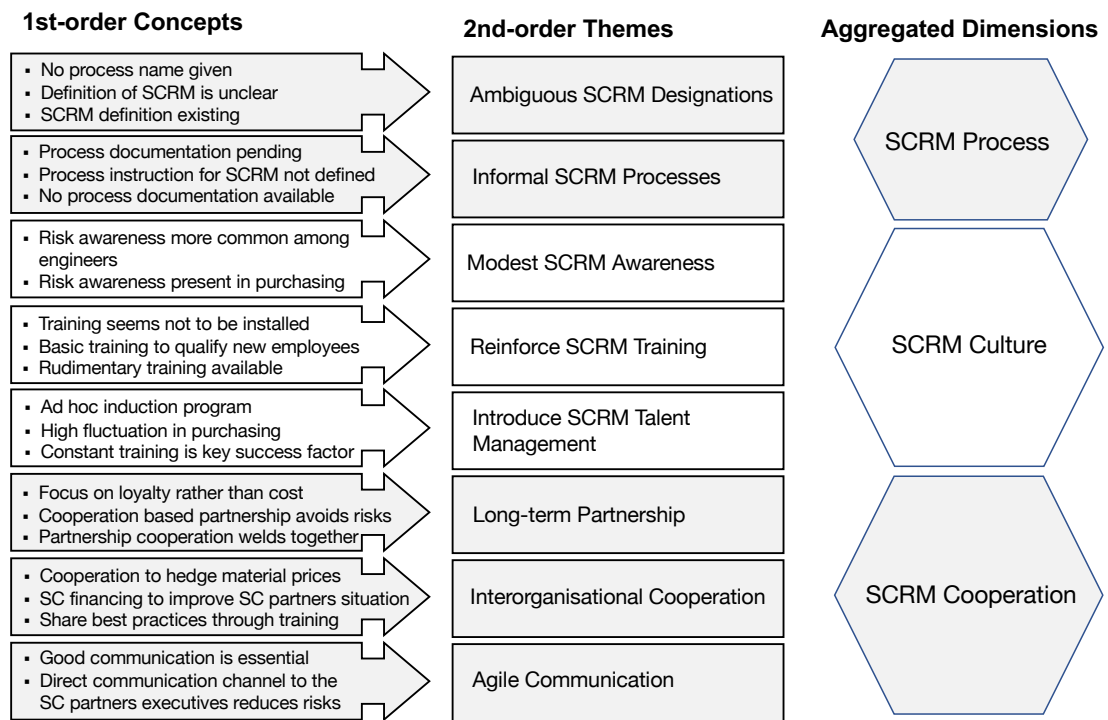 1st-order Concepts
2nd-order Themes
Aggregated Dimensions
▪ No process name given
▪ Definition of SCRM is unclear
▪ SCRM definition existing
Ambiguous SCRM Designations
▪ Process documentation pending
▪ Process instruction for SCRM not defined
▪ No process documentation available
Informal SCRM Processes
SCRM Process
▪ Risk awareness more common among
engineers
▪ Risk awareness present in purchasing
Modest SCRM Awareness
▪ Training seems not to be installed
▪ Basic training to qualify new employees
▪ Rudimentary training available
Reinforce SCRM Training
▪ Ad hoc induction program
▪ High fluctuation in purchasing
▪ Constant training is key success factor
Introduce SCRM Talent
Management
SCRM Culture
▪ Focus on loyalty rather than cost
▪ Cooperation based partnership avoids risks
▪ Partnership cooperation welds together
Long-term Partnership
▪ Cooperation to hedge material prices
▪ SC financing to improve SC partners situation
▪ Share best practices through training
Interorganisational Cooperation
▪ Good communication is essential
▪ Direct communication channel to the
SC partners executives reduces risks
Agile Communication
SCRM Cooperation